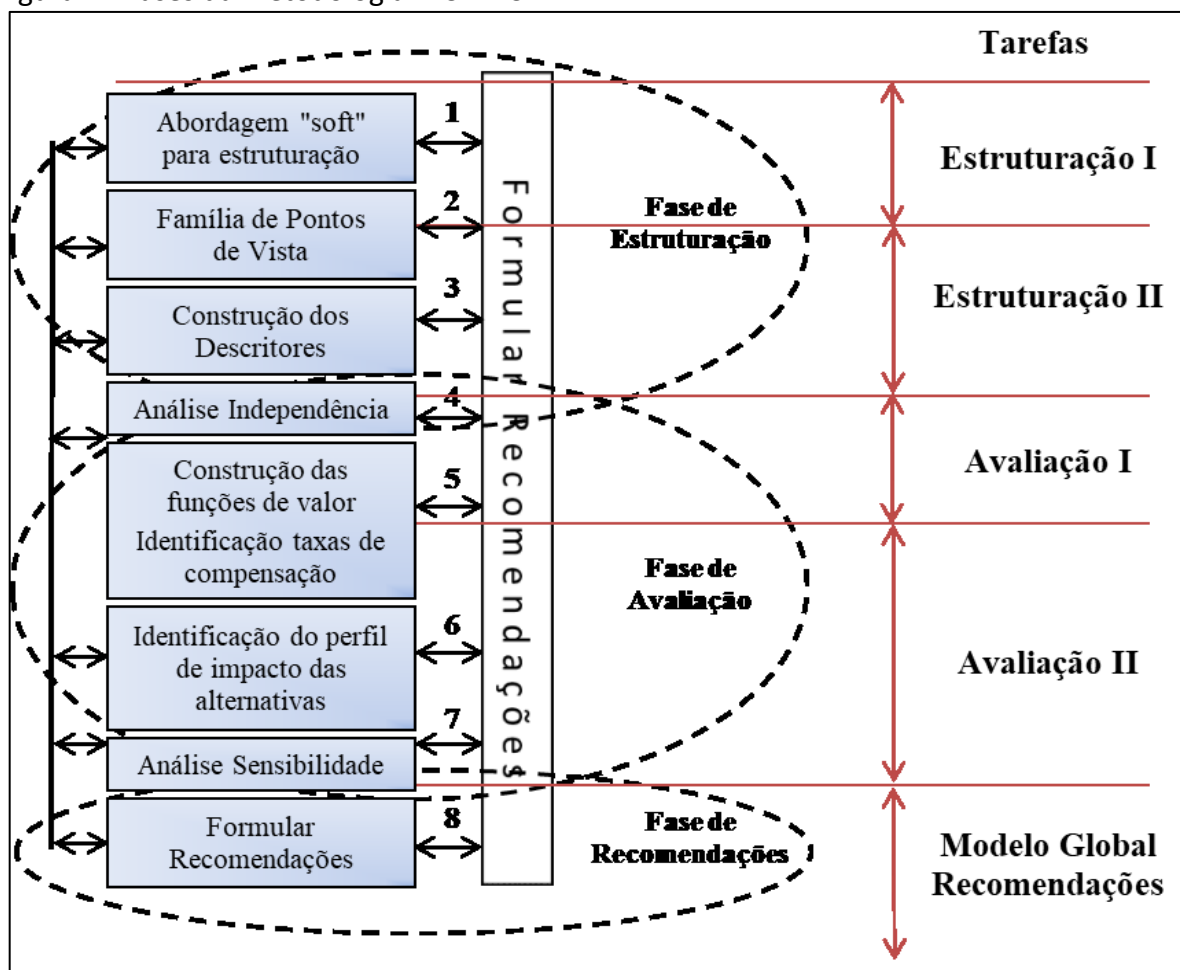 Tarefas
Abordagem "soft"
para estruturação
1
Família de Pontos
de Vista
2
Construção dos
Descritores
3
Análise Independência
4
Construção das
funções de valor
Identificação taxas de
compensação
5
Identificação do perfil
de impacto das
alternativas
6
Análise Sensibilidade
7
Formular
Recomendações
8
Formular Recomendações
Fase de
Estruturação
Fase de
Avaliação
Fase de
Recomendações
Estruturação I
Estruturação II
Avaliação I
Avaliação II
Modelo Global
Recomendações